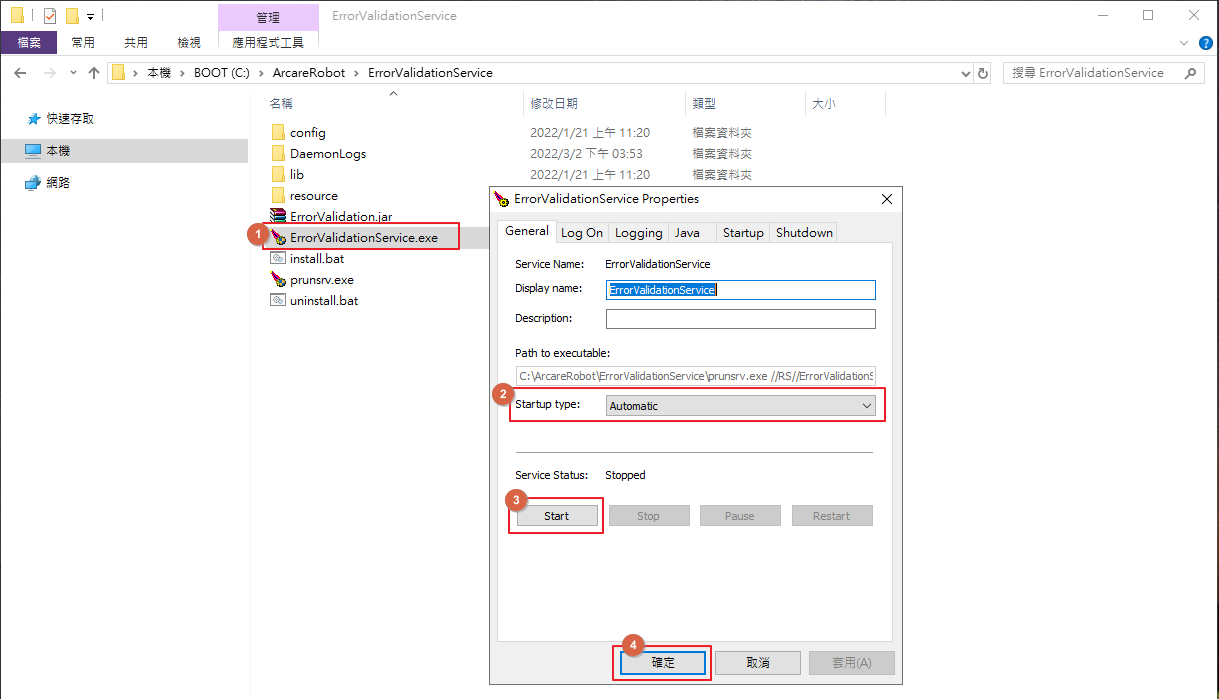 管理
ErrorValidationService
檔案
常用
共用
檢視
應用程式工具
本機
BOOT (C:)
ArcareRobot
ErrorValidationService
搜尋 ErrorValidationService
快速存取
本機
網路
名稱
修改日期
類型
大小
config
2022/1/21 上午 11:20
檔案資料夾
DaemonLogs
2022/3/2 下午 03:53
檔案資料夾
lib
2022/1/21 上午 11:20
檔案資料夾
resource
ErrorValidation.jar
1
ErrorValidationService.exe
install.bat
prunsrv.exe
uninstall.bat
ErrorValidationService Properties
General
Log On
Logging
Java
Startup
Shutdown
Service Name:
ErrorValidationService
Display name:
ErrorValidationService
Description:
Path to executable:
C:\ArcareRobot\ErrorValidationService\prunsrv.exe //RS//ErrorValidationS
2
Startup type:
Automatic
Service Status:
Stopped
3
Start
Stop
Pause
Restart
4
確定
取消
套用(A)